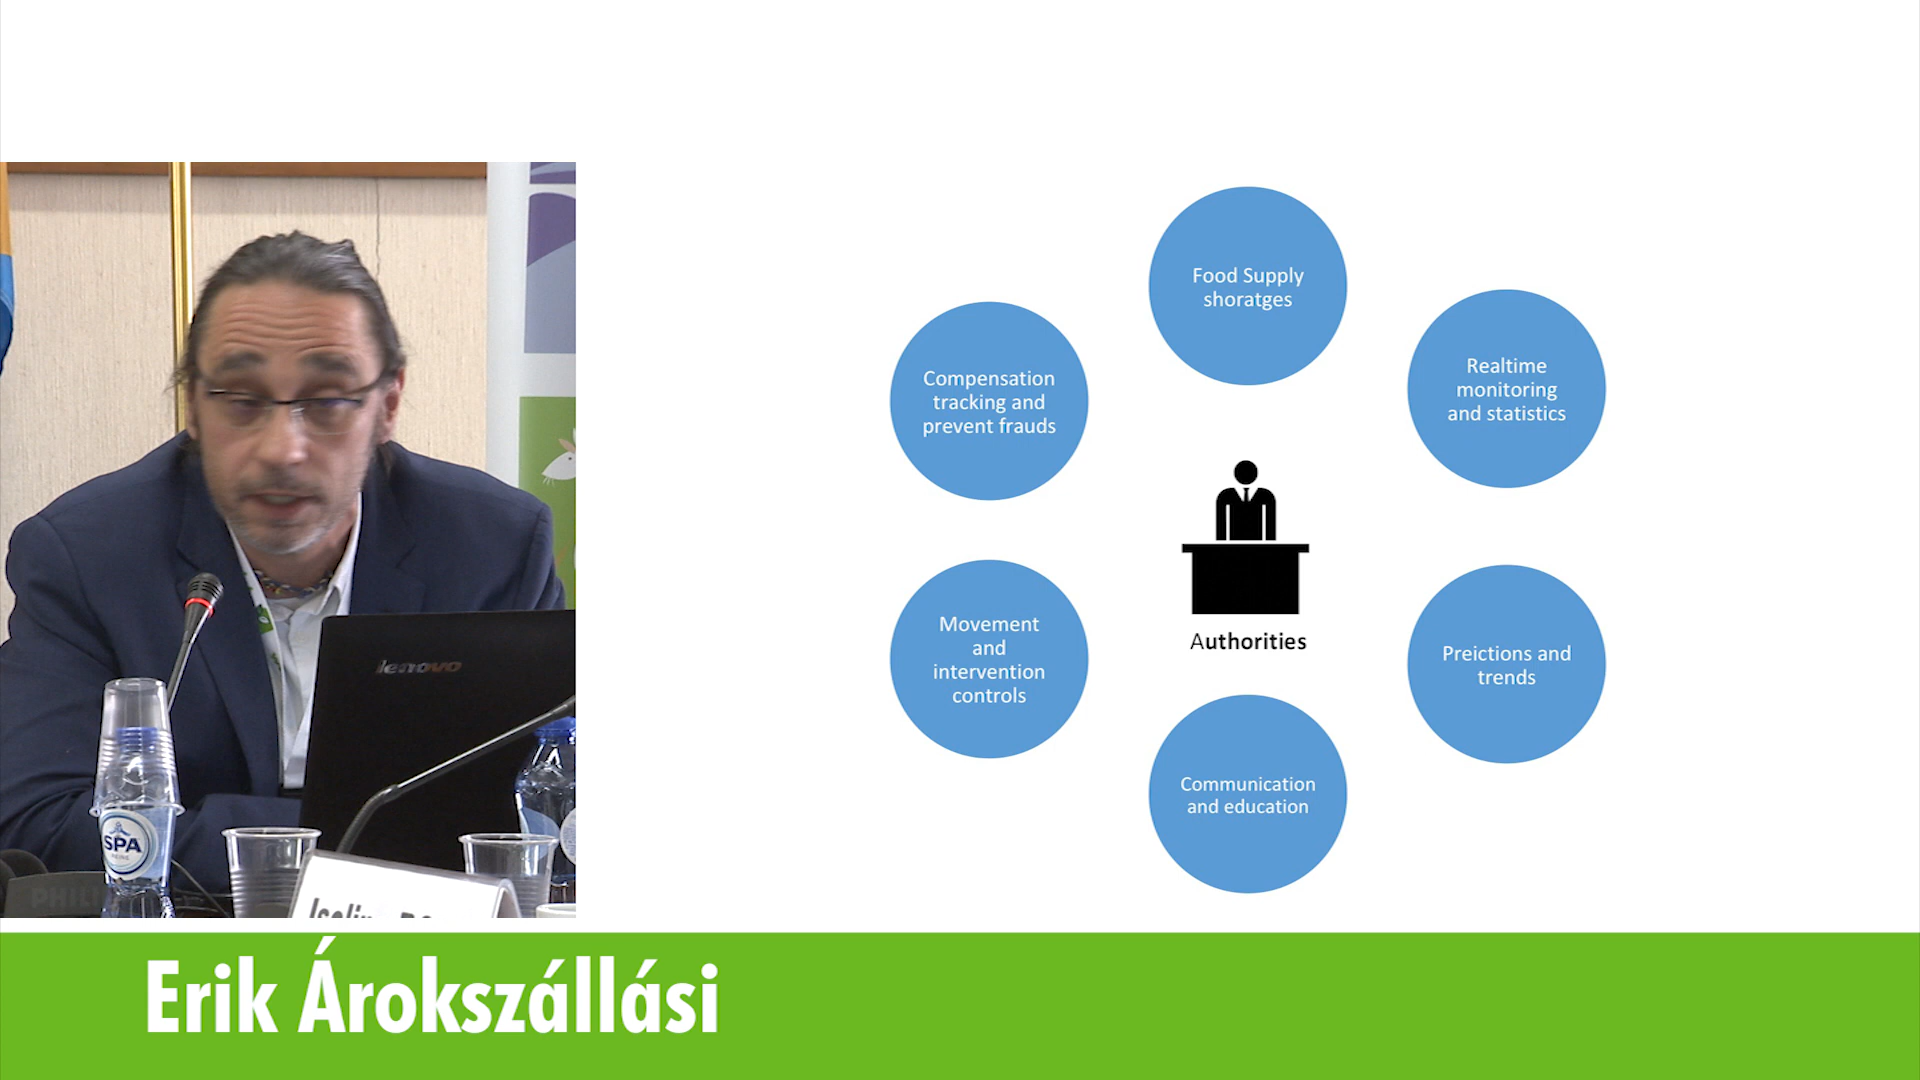 Food Supply
shoratges
Compensation
tracking and
prevent frauds
Realtime
monitoring
and statistics
Authorities
Movement
and
intervention
controls
Preictions and
trends
Communication
and education
lenovo
SPA
Erik Árokszállási